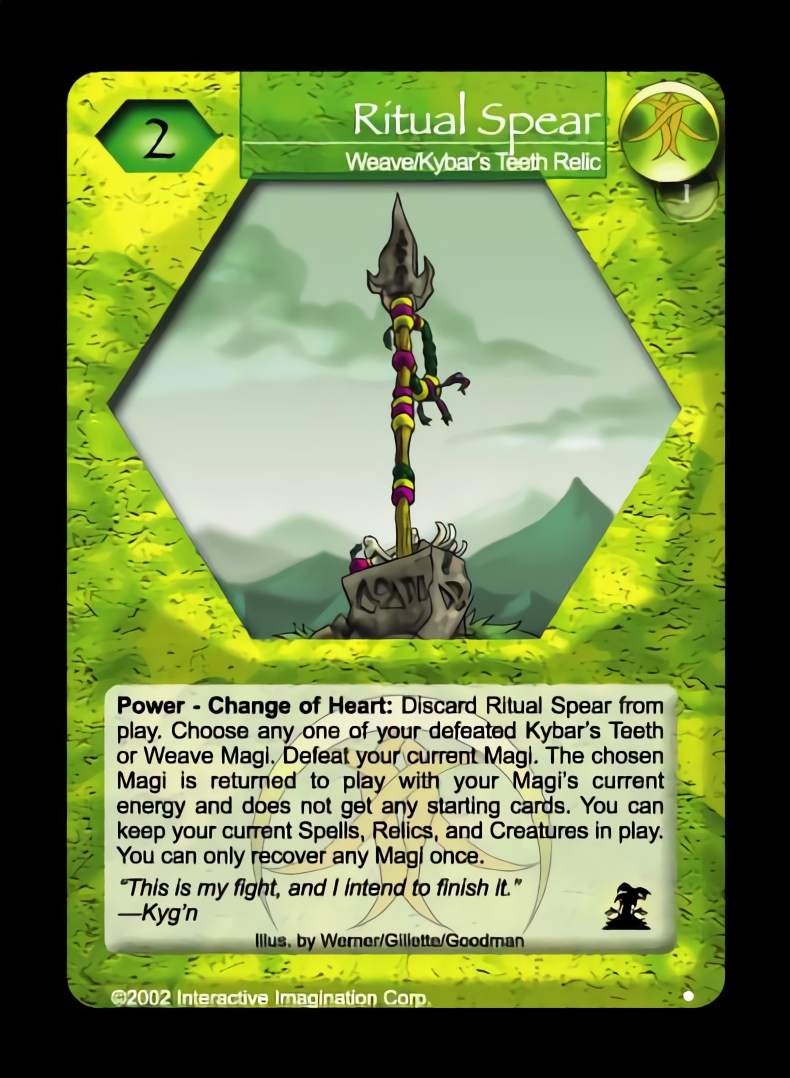 2
Ritual Spear
Weave/Kybar's Teeth Relic
1
Power - Change of Heart: Discard Ritual Spear from
play. Choose any one of your defeated Kybar's Teeth
or Weave Magi. Defeat your current Magi. The chosen
Magi is returned to play with your Magi's current
energy and does not get any starting cards. You can
keep your current Spells, Relics, and Creatures in play.
You can only recover any Magi once.
"This is my fight, and I intend to finish it."
—Kyg'n
Illus. by Werner/Gillette/Goodman
©2002 Interactive Imagination Corp.